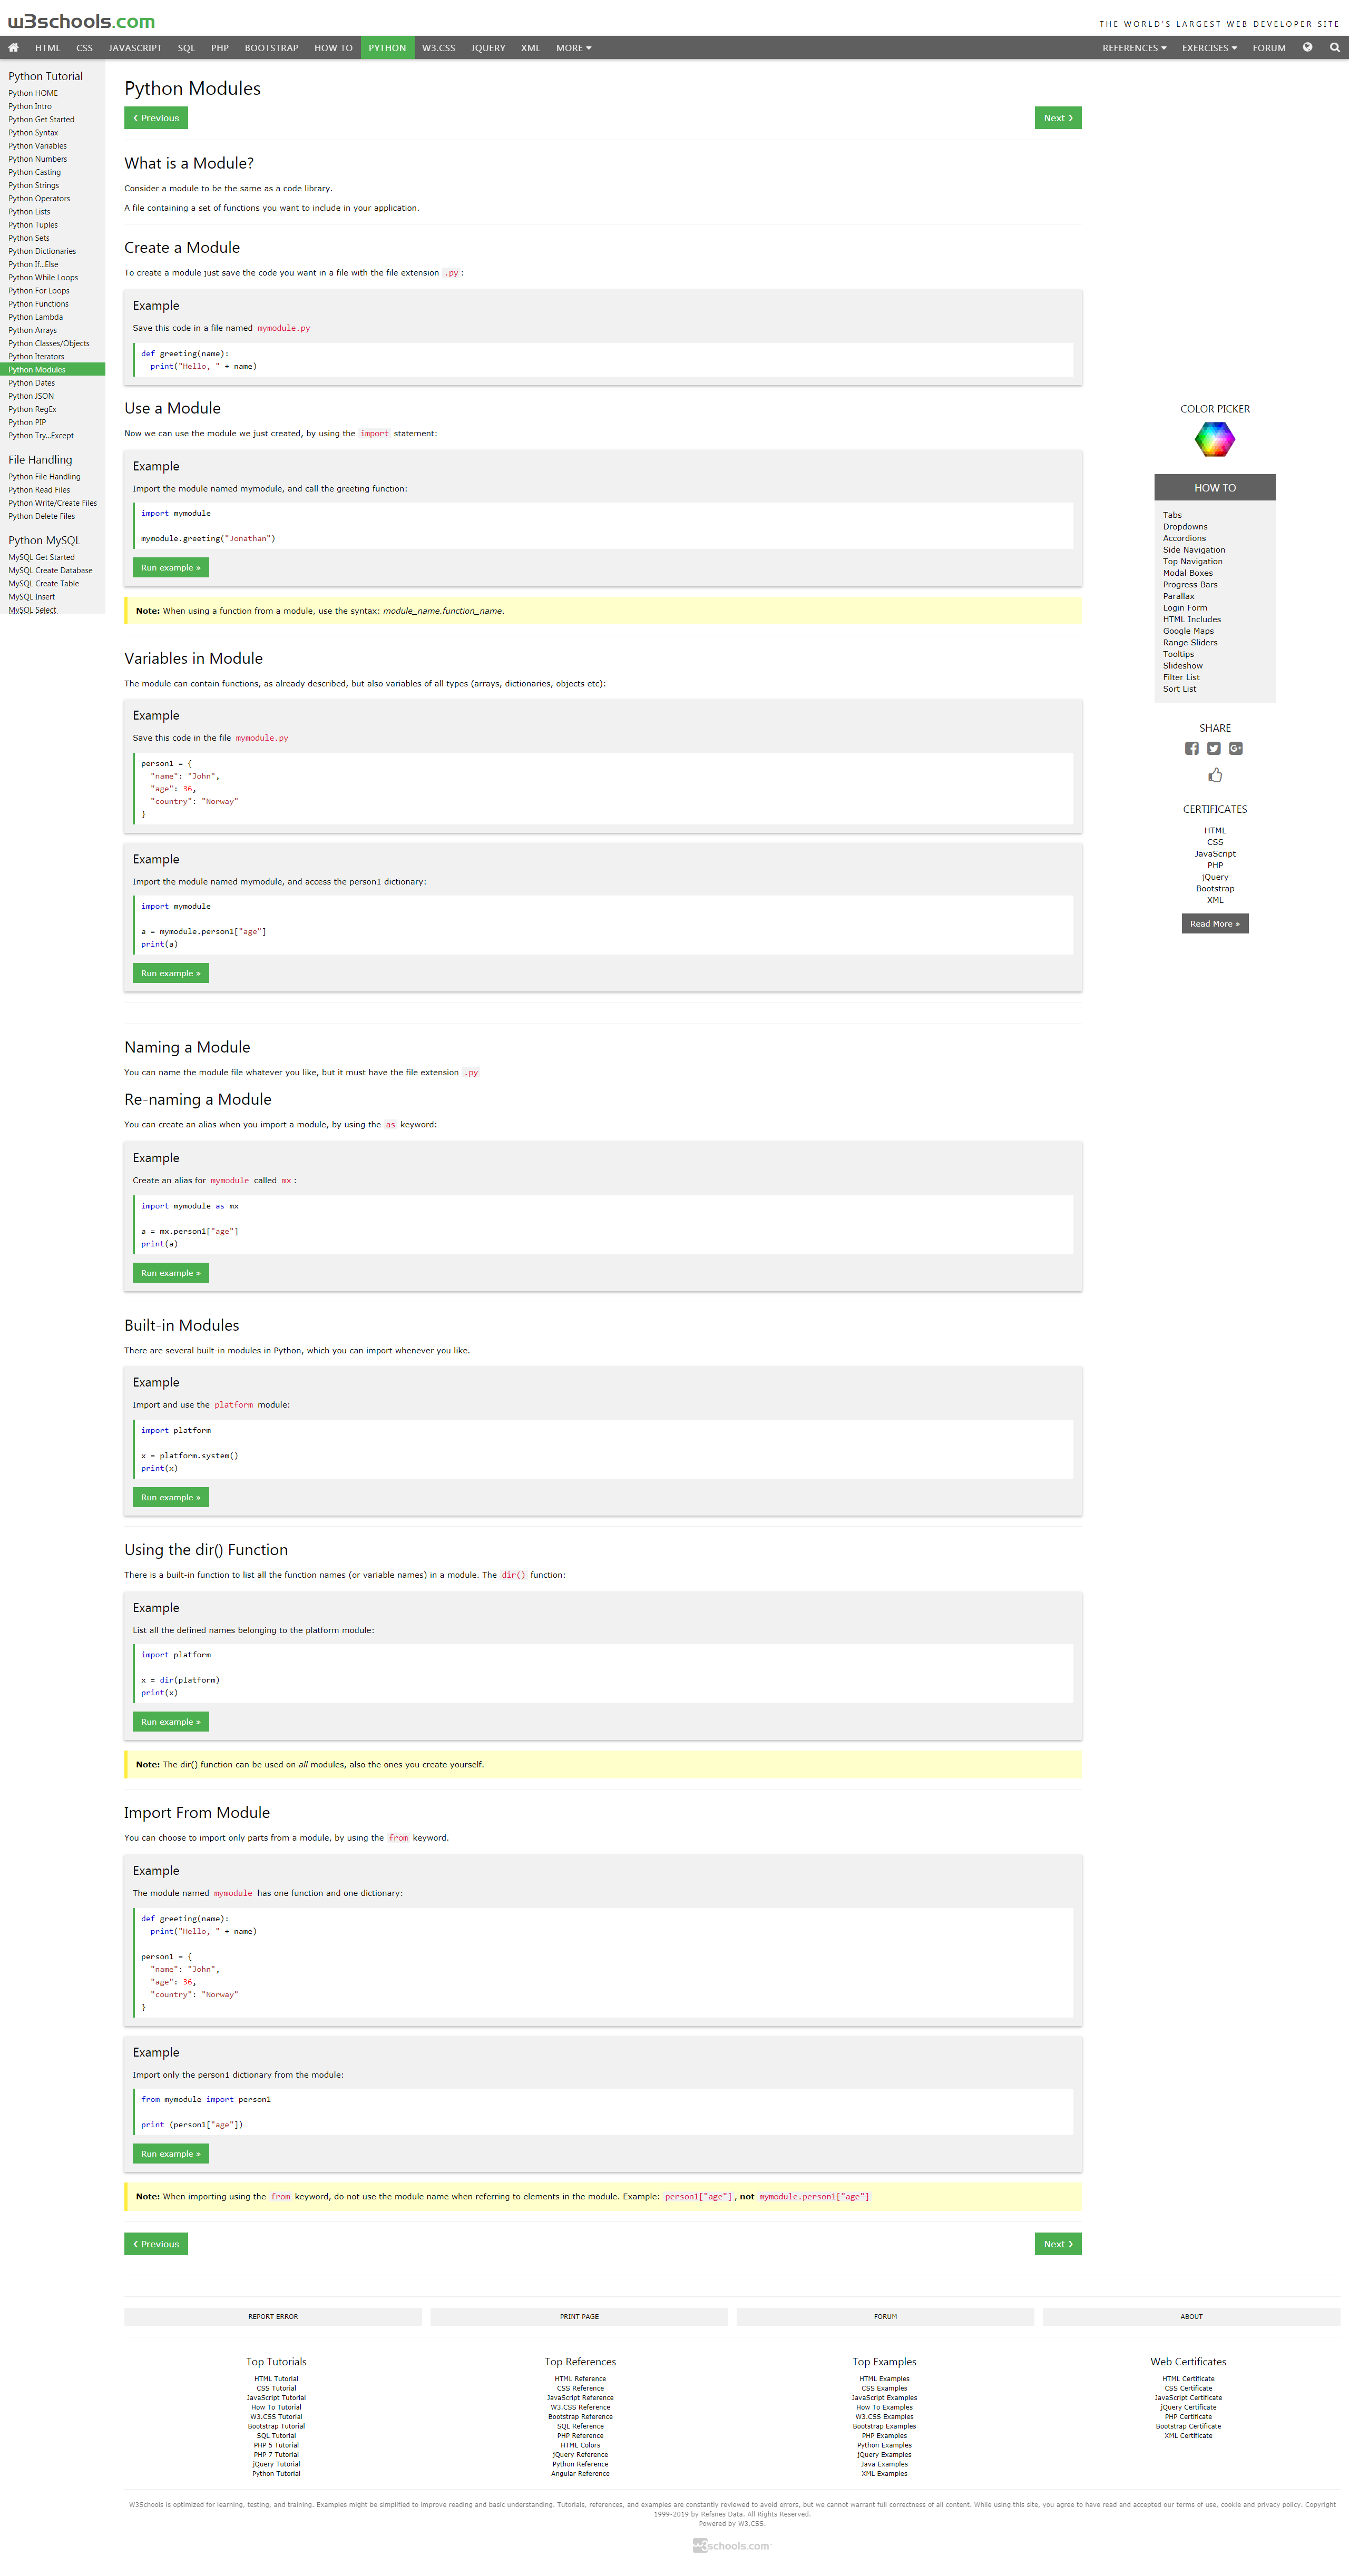 w3schools.com
THE WORLD'S LARGEST WEB DEVELOPER SITE
HTML CSS JAVASCRIPT SQL PHP BOOTSTRAP HOW TO PYTHON W3.CSS JQUERY XML MORE REFERENCES EXERCISES FORUM
Python Tutorial
Python HOME
Python Intro
Python Get Started
Python Syntax
Python Variables
Python Numbers
Python Casting
Python Strings
Python Operators
Python Lists
Python Tuples
Python Sets
Python Dictionaries
Python If...Else
Python While Loops
Python For Loops
Python Functions
Python Lambda
Python Arrays
Python Classes/Objects
Python Iterators
Python Modules
Python Dates
Python JSON
Python RegEx
Python PIP
Python Try...Except
File Handling
Python File Handling
Python Read Files
Python Write/Create Files
Python Delete Files
Python MySQL
MySQL Get Started
MySQL Create Database
MySQL Create Table
MySQL Insert
MySQL Select
Python Modules
❮ Previous
Next ❯
What is a Module?
Consider a module to be the same as a code library.
A file containing a set of functions you want to include in your application.
Create a Module
To create a module just save the code you want in a file with the file extension .py:
Example
Save this code in a file named mymodule.py
def greeting(name):
  print("Hello, " + name)
Use a Module
Now we can use the module we just created, by using the import statement:
Example
Import the module named mymodule, and call the greeting function:
import mymodule
mymodule.greeting("Jonathan")
Run example »
Note: When using a function from a module, use the syntax: module_name.function_name.
Variables in Module
The module can contain functions, as already described, but also variables of all types (arrays, dictionaries, objects etc):
Example
Save this code in the file mymodule.py
person1 = {
  "name": "John",
  "age": 36,
  "country": "Norway"
}
Example
Import the module named mymodule, and access the person1 dictionary:
import mymodule
a = mymodule.person1["age"]
print(a)
Run example »
Naming a Module
You can name the module file whatever you like, but it must have the file extension .py
Re-naming a Module
You can create an alias when you import a module, by using the as keyword:
Example
Create an alias for mymodule called mx:
import mymodule as mx
a = mx.person1["age"]
print(a)
Run example »
Built-in Modules
There are several built-in modules in Python, which you can import whenever you like.
Example
Import and use the platform module:
import platform
x = platform.system()
print(x)
Run example »
Using the dir() Function
There is a built-in function to list all the function names (or variable names) in a module. The dir() function:
Example
List all the defined names belonging to the platform module:
import platform
x = dir(platform)
print(x)
Run example »
Note: The dir() function can be used on all modules, also the ones you create yourself.
Import From Module
You can choose to import only parts from a module, by using the from keyword.
Example
The module named mymodule has one function and one dictionary:
def greeting(name):
  print("Hello, " + name)
person1 = {
  "name": "John",
  "age": 36,
  "country": "Norway"
}
Example
Import only the person1 dictionary from the module:
from mymodule import person1
print (person1["age"])
Run example »
Note: When importing using the from keyword, do not use the module name when referring to elements in the module. Example: person1["age"], not mymodule.person1["age"]
❮ Previous
Next ❯
COLOR PICKER
HOW TO
Tabs
Dropdowns
Accordions
Side Navigation
Top Navigation
Modal Boxes
Progress Bars
Parallax
Login Form
HTML Includes
Google Maps
Range Sliders
Tooltips
Slideshow
Filter List
Sort List
SHARE
CERTIFICATES
HTML
CSS
JavaScript
PHP
jQuery
Bootstrap
XML
Read More »
REPORT ERROR
PRINT PAGE
FORUM
ABOUT
Top Tutorials
HTML Tutorial
CSS Tutorial
JavaScript Tutorial
How To Tutorial
W3.CSS Tutorial
Bootstrap Tutorial
SQL Tutorial
PHP 5 Tutorial
PHP 7 Tutorial
jQuery Tutorial
Python Tutorial
Top References
HTML Reference
CSS Reference
JavaScript Reference
W3.CSS Reference
Bootstrap Reference
SQL Reference
PHP Reference
HTML Colors
jQuery Reference
Python Reference
Angular Reference
Top Examples
HTML Examples
CSS Examples
JavaScript Examples
How To Examples
W3.CSS Examples
Bootstrap Examples
PHP Examples
Python Examples
jQuery Examples
Java Examples
XML Examples
Web Certificates
HTML Certificate
CSS Certificate
JavaScript Certificate
jQuery Certificate
PHP Certificate
Bootstrap Certificate
XML Certificate
W3Schools is optimized for learning, testing, and training. Examples might be simplified to improve reading and basic understanding. Tutorials, references, and examples are constantly reviewed to avoid errors, but we cannot warrant full correctness of all content. While using this site, you agree to have read and accepted our terms of use, cookie and privacy policy. Copyright
1999-2019 by Refsnes Data. All Rights Reserved.
Powered by W3.CSS.
w3schools.com